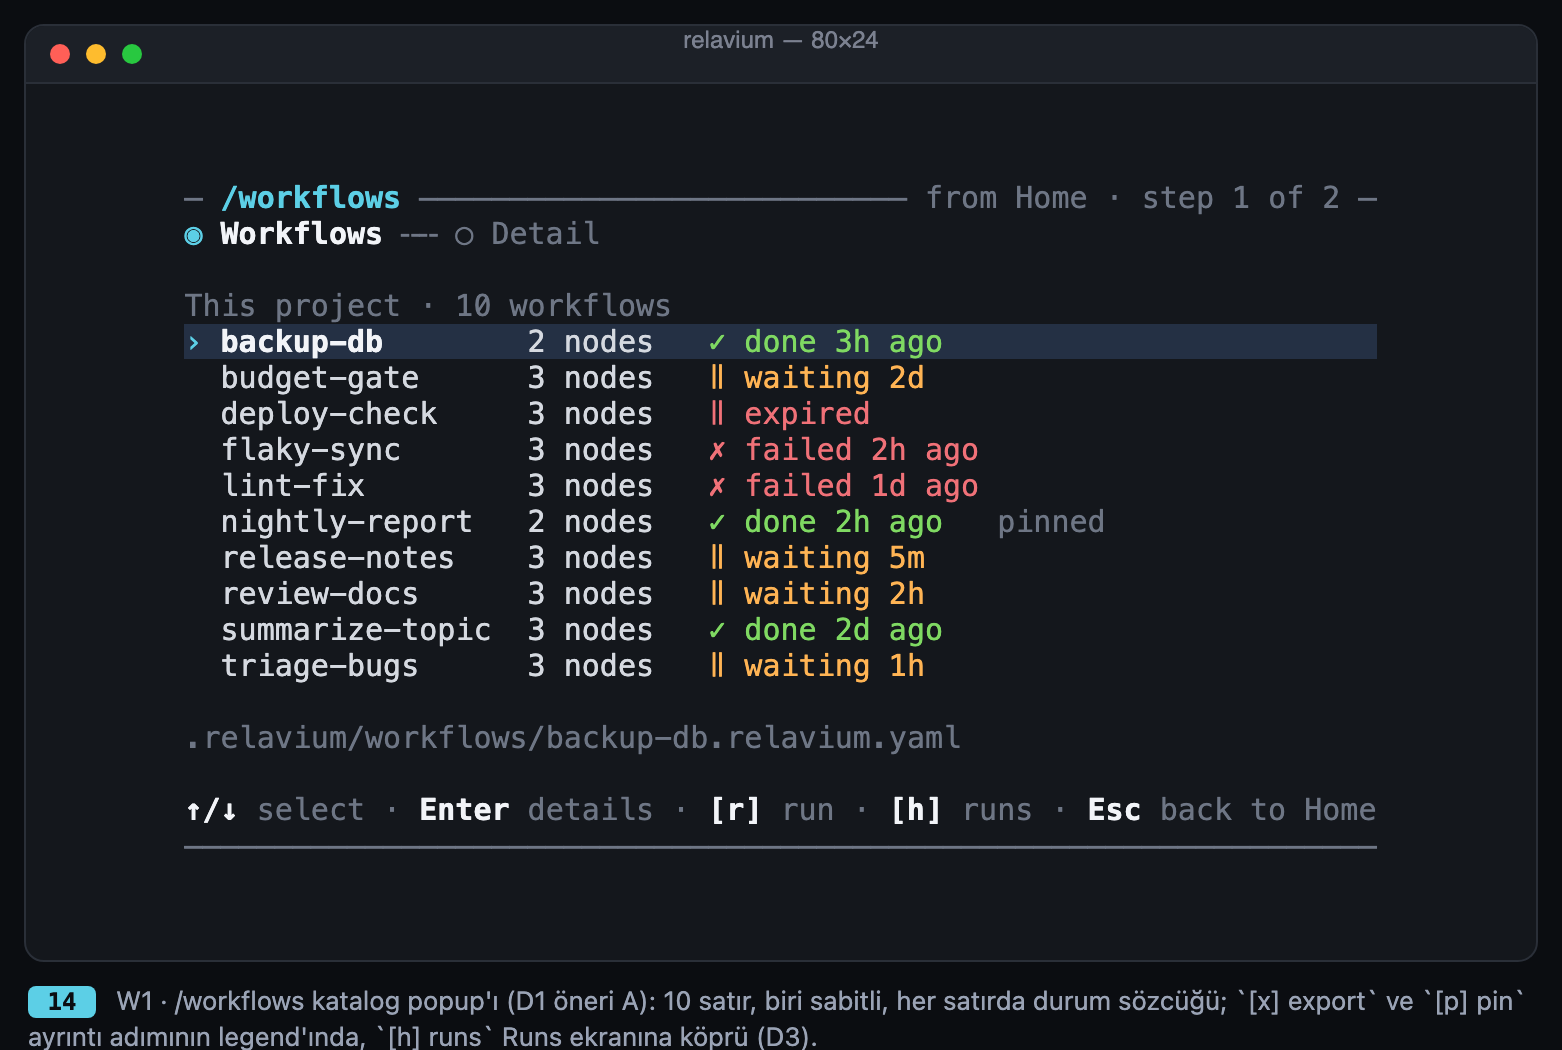 relavium — 80×24
— /workflows ——————————————————————————— from Home · step 1 of 2 —
◉ Workflows --- ○ Detail
This project · 10 workflows
› backup-db 2 nodes ✓ done 3h ago
budget-gate 3 nodes ‖ waiting 2d
deploy-check 3 nodes ‖ expired
flaky-sync 3 nodes ✗ failed 2h ago
lint-fix 3 nodes ✗ failed 1d ago
nightly-report 2 nodes ✓ done 2h ago pinned
release-notes 3 nodes ‖ waiting 5m
review-docs 3 nodes ‖ waiting 2h
summarize-topic 3 nodes ✓ done 2d ago
triage-bugs 3 nodes ‖ waiting 1h
.relavium/workflows/backup-db.relavium.yaml
↑/↓ select · Enter details · [r] run · [h] runs · Esc back to Home
14 W1 · /workflows katalog popup'ı (D1 öneri A): 10 satır, biri sabitli, her satırda durum sözcüğü; `[x] export` ve `[p] pin`
ayrıntı adımının legend'ında, `[h] runs` Runs ekranına köprü (D3).